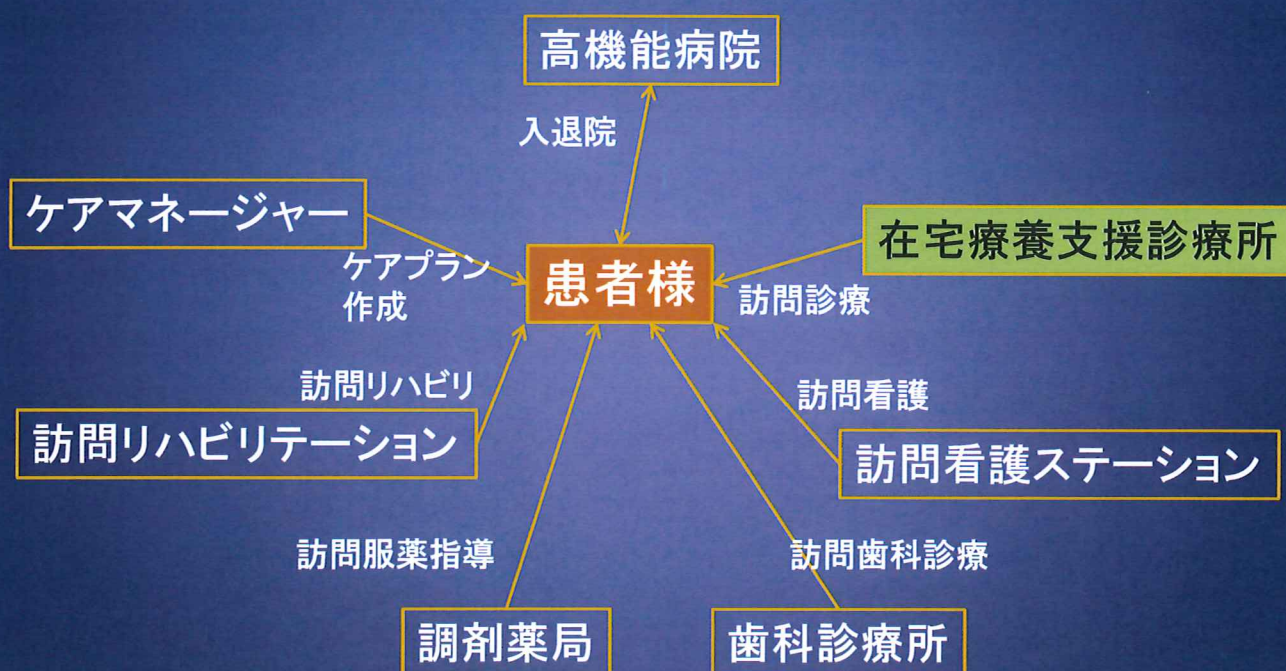 高機能病院
入退院
ケアマネージャー
在宅療養支援診療所
ケアプラン
作成
患者様
訪問診療
訪問リハビリ
訪問看護
訪問リハビリテーション
訪問看護ステーション
訪問服薬指導
訪問歯科診療
調剤薬局
歯科診療所